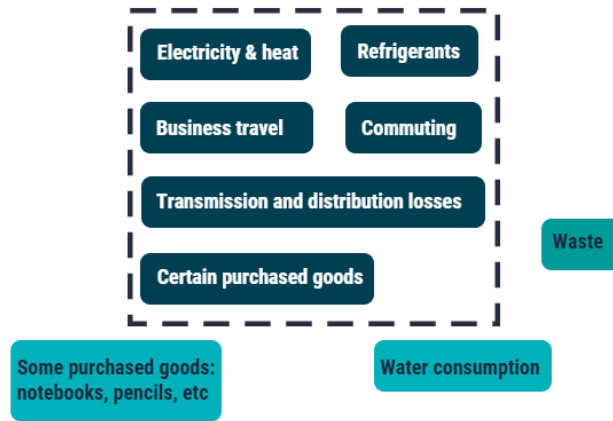 Electricity & heat
Refrigerants
Business travel
Commuting
Transmission and distribution losses
Waste
Certain purchased goods
Some purchased goods:
notebooks, pencils, etc
Water consumption